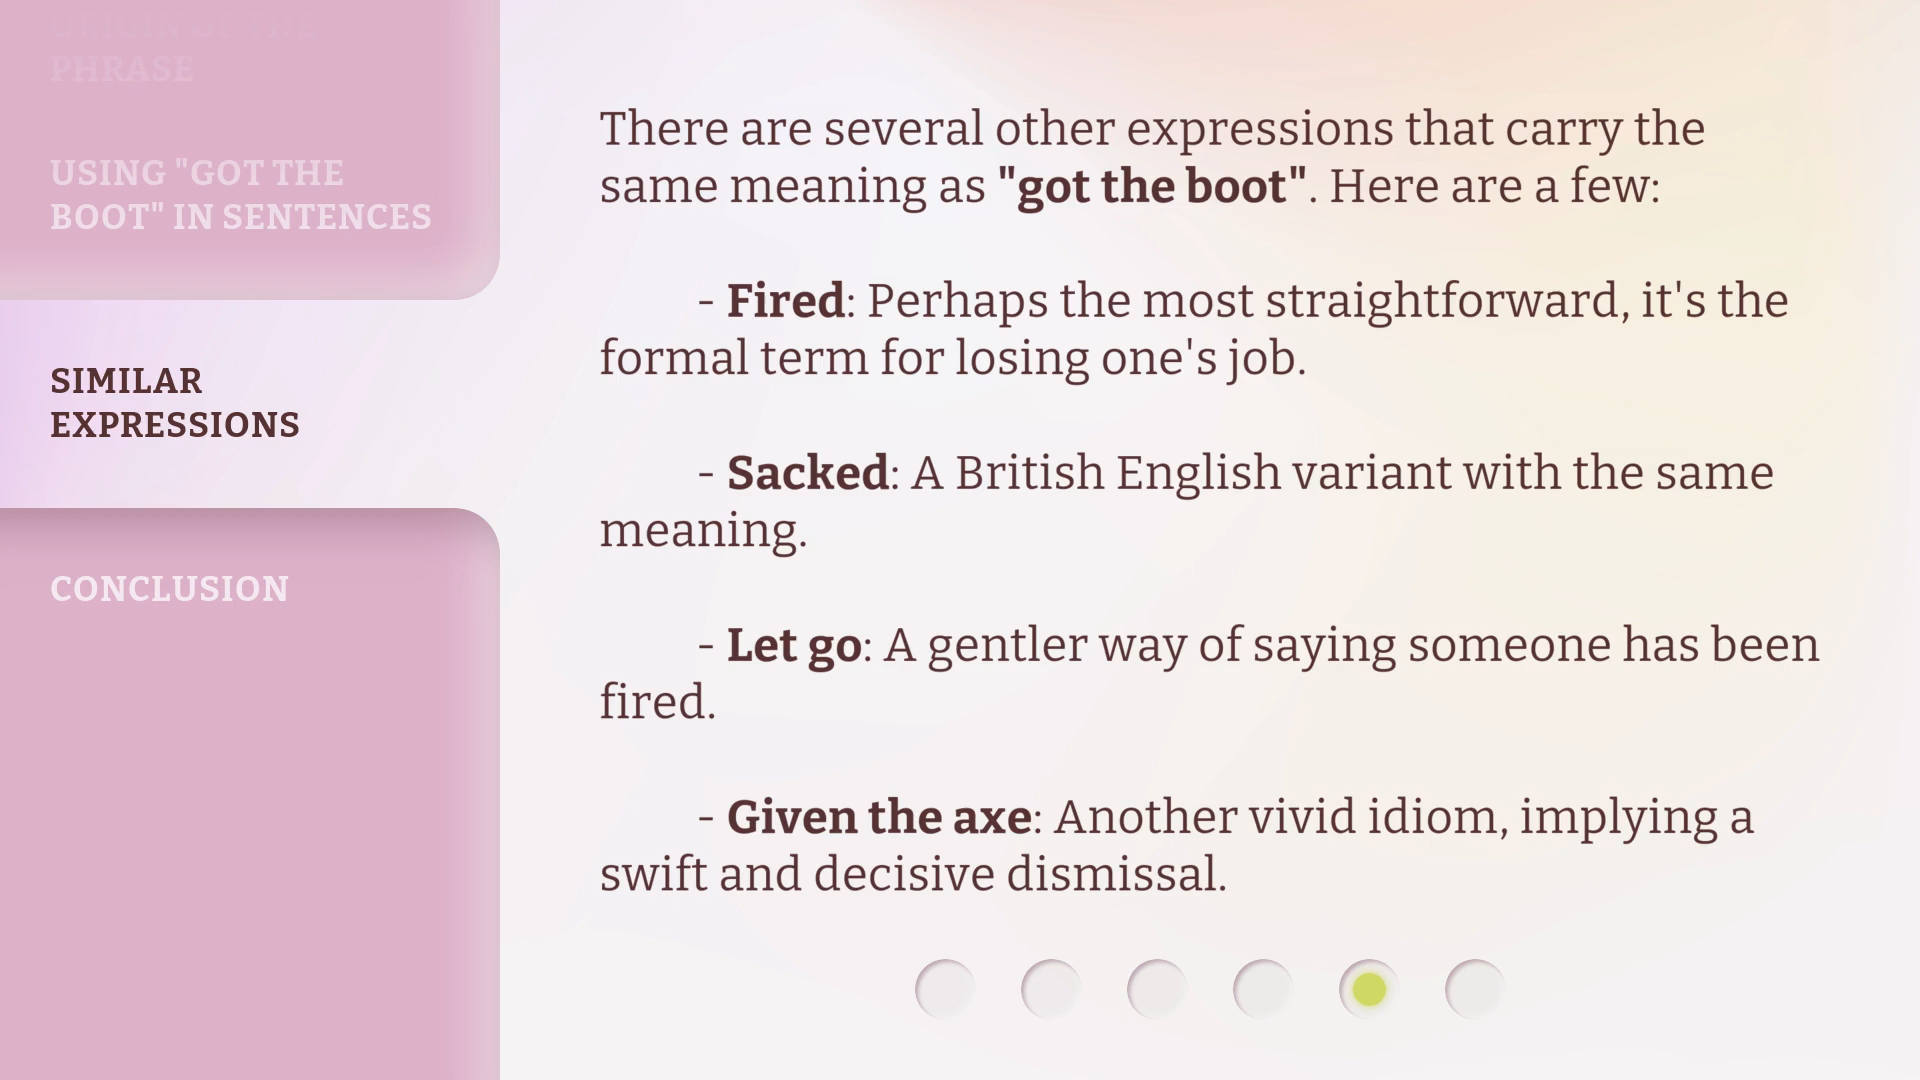 ORIGIN OF THE
PHRASE
USING "GOT THE
BOOT" IN SENTENCES
SIMILAR
EXPRESSIONS
CONCLUSION
There are several other expressions that carry the
same meaning as "got the boot". Here are a few:
- Fired: Perhaps the most straightforward, it's the
formal term for losing one's job.
- Sacked: A British English variant with the same
meaning.
- Let go: A gentler way of saying someone has been
fired.
- Given the axe: Another vivid idiom, implying a
swift and decisive dismissal.